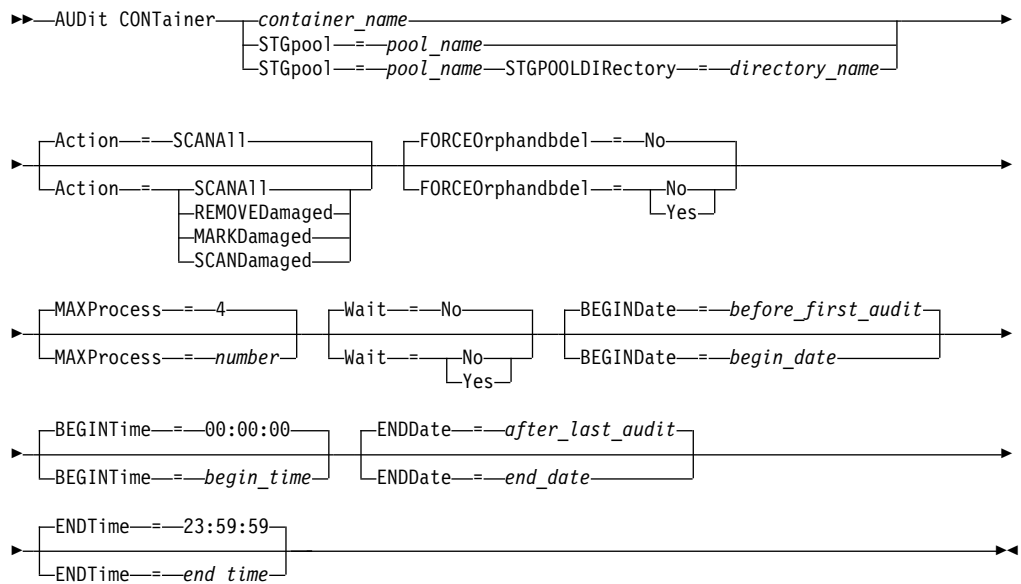 AUDit CONTainer container_name
STGpool = pool_name
STGpool = pool_name STGPOOLDIRectory = directory_name
Action = SCANAll FORCEOrphandbdel = No
Action = SCANAll FORCEOrphandbdel = No
REMOVEDamaged Yes
MARKDamaged
SCANDamaged
MAXProcess = 4 Wait = No BEGINDate = before_first_audit
MAXProcess = number Wait = No BEGINDate = begin_date
Yes
BEGINTime = 00:00:00 ENDDate = after_last_audit
BEGINTime = begin_time ENDDate = end_date
ENDTime = 23:59:59
ENDTime = end_time